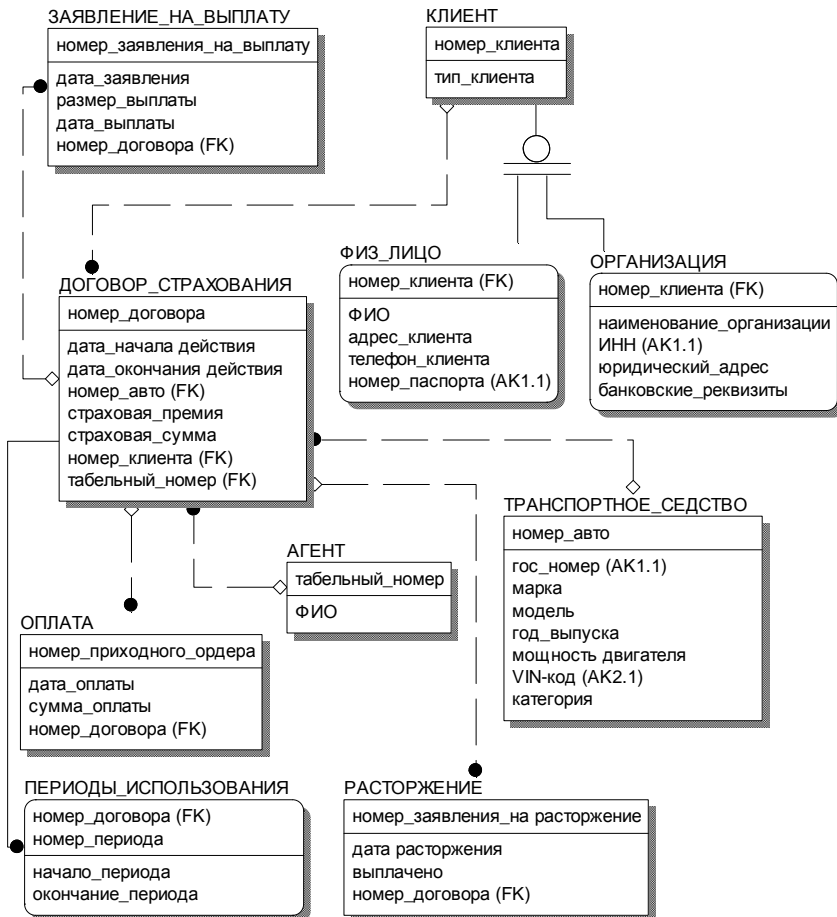 ЗАЯВЛЕНИЕ_НА_ВЫПЛАТУ
номер_заявления_на_выплату
дата_заявления
размер_выплаты
дата_выплаты
номер_договора (FK)
КЛИЕНТ
номер_клиента
тип_клиента
ФИЗ_ЛИЦО
номер_клиента (FK)
ФИО
адрес_клиента
телефон_клиента
номер_паспорта (AK1.1)
ОРГАНИЗАЦИЯ
номер_клиента (FK)
наименование_организации
ИНН (AK1.1)
юридический_адрес
банковские_реквизиты
ДОГОВОР_СТРАХОВАНИЯ
номер_договора
дата_начала действия
дата_окончания действия
номер_авто (FK)
страховая_премия
страховая_сумма
номер_клиента (FK)
табельный_номер (FK)
ТРАНСПОРТНОЕ_СЕДСТВО
номер_авто
гос_номер (AK1.1)
марка
модель
год_выпуска
мощность двигателя
VIN-код (AK2.1)
категория
АГЕНТ
табельный_номер
ФИО
ОПЛАТА
номер_приходного_ордера
дата_оплаты
сумма_оплаты
номер_договора (FK)
ПЕРИОДЫ_ИСПОЛЬЗОВАНИЯ
номер_договора (FK)
номер_периода
начало_периода
окончание_периода
РАСТОРЖЕНИЕ
номер_заявления_на расторжение
дата расторжения
выплачено
номер_договора (FK)